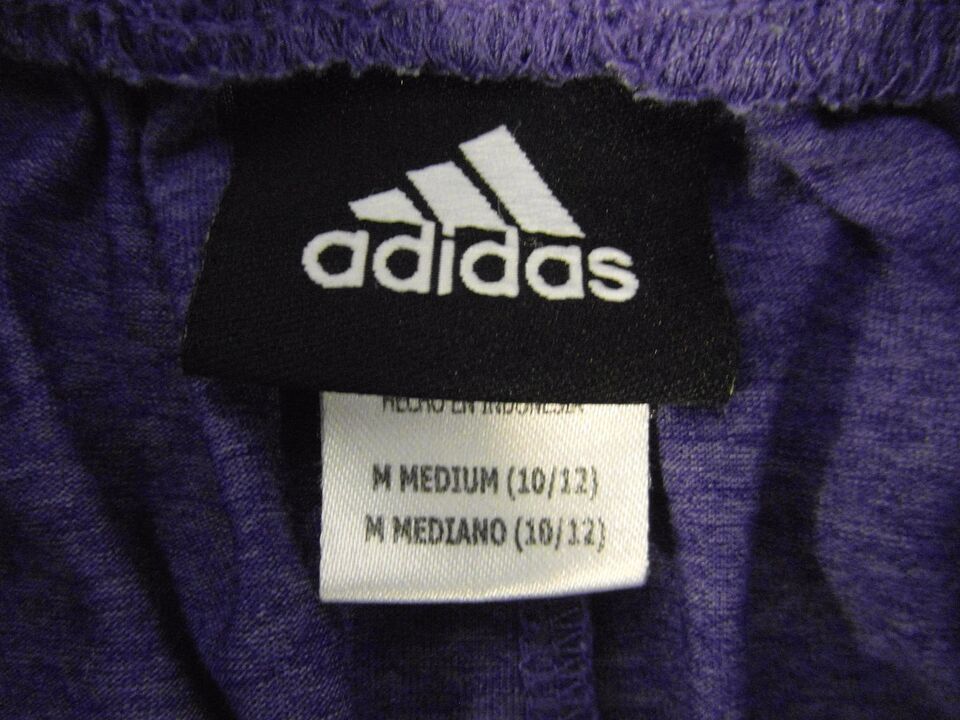 adidas
HECHO EN INDONESIA
M MEDIUM (10/12)
M MEDIANO (10/12)